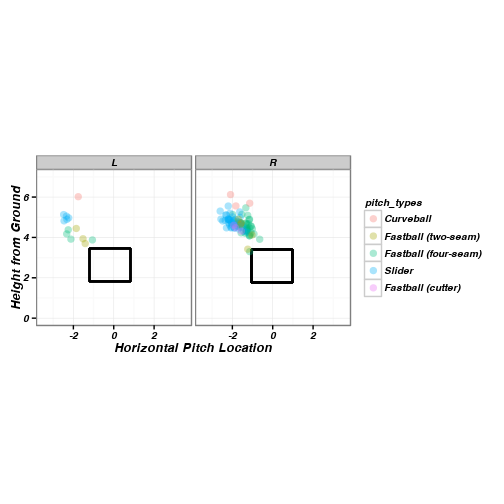 L
R
Height from Ground
6
4
2
0
-2 0 2
-2 0 2
Horizontal Pitch Location
pitch_types
Curveball
Fastball (two-seam)
Fastball (four-seam)
Slider
Fastball (cutter)